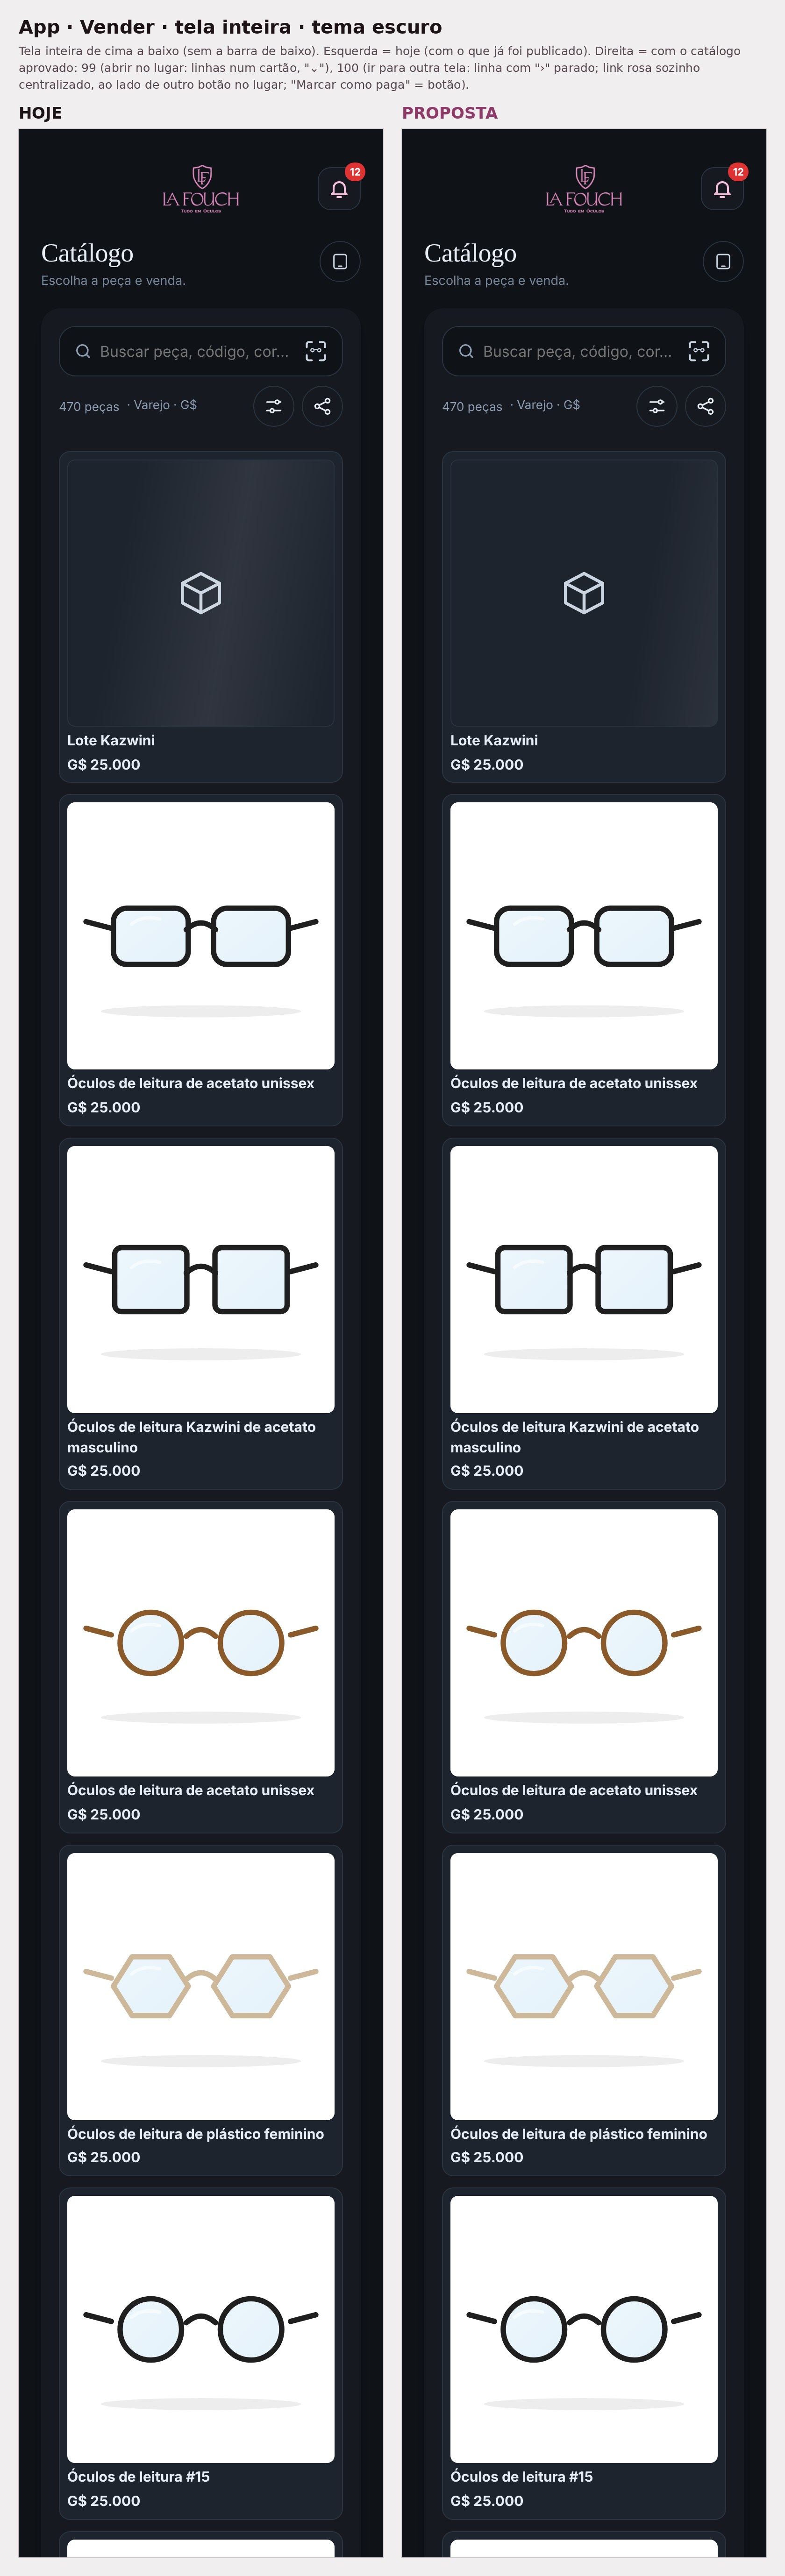 App · Vender · tela inteira · tema escuro
Tela inteira de cima a baixo (sem a barra de baixo). Esquerda = hoje (com o que já foi publicado). Direita = com o catálogo
aprovado: 99 (abrir no lugar: linhas num cartão, "⌄"), 100 (ir para outra tela: linha com "›" parado; link rosa sozinho
centralizado, ao lado de outro botão no lugar; "Marcar como paga" = botão).
HOJE
LF
LA FOUCH
TUDO EM ÓCULOS
12
Catálogo
Escolha a peça e venda.
Buscar peça, código, cor...
470 peças · Varejo · G$
Lote Kazwini
G$ 25.000
Óculos de leitura de acetato unissex
G$ 25.000
Óculos de leitura Kazwini de acetato
masculino
G$ 25.000
Óculos de leitura de acetato unissex
G$ 25.000
Óculos de leitura de plástico feminino
G$ 25.000
Óculos de leitura #15
G$ 25.000
PROPOSTA
LF
LA FOUCH
TUDO EM ÓCULOS
12
Catálogo
Escolha a peça e venda.
Buscar peça, código, cor...
470 peças · Varejo · G$
Lote Kazwini
G$ 25.000
Óculos de leitura de acetato unissex
G$ 25.000
Óculos de leitura Kazwini de acetato
masculino
G$ 25.000
Óculos de leitura de acetato unissex
G$ 25.000
Óculos de leitura de plástico feminino
G$ 25.000
Óculos de leitura #15
G$ 25.000